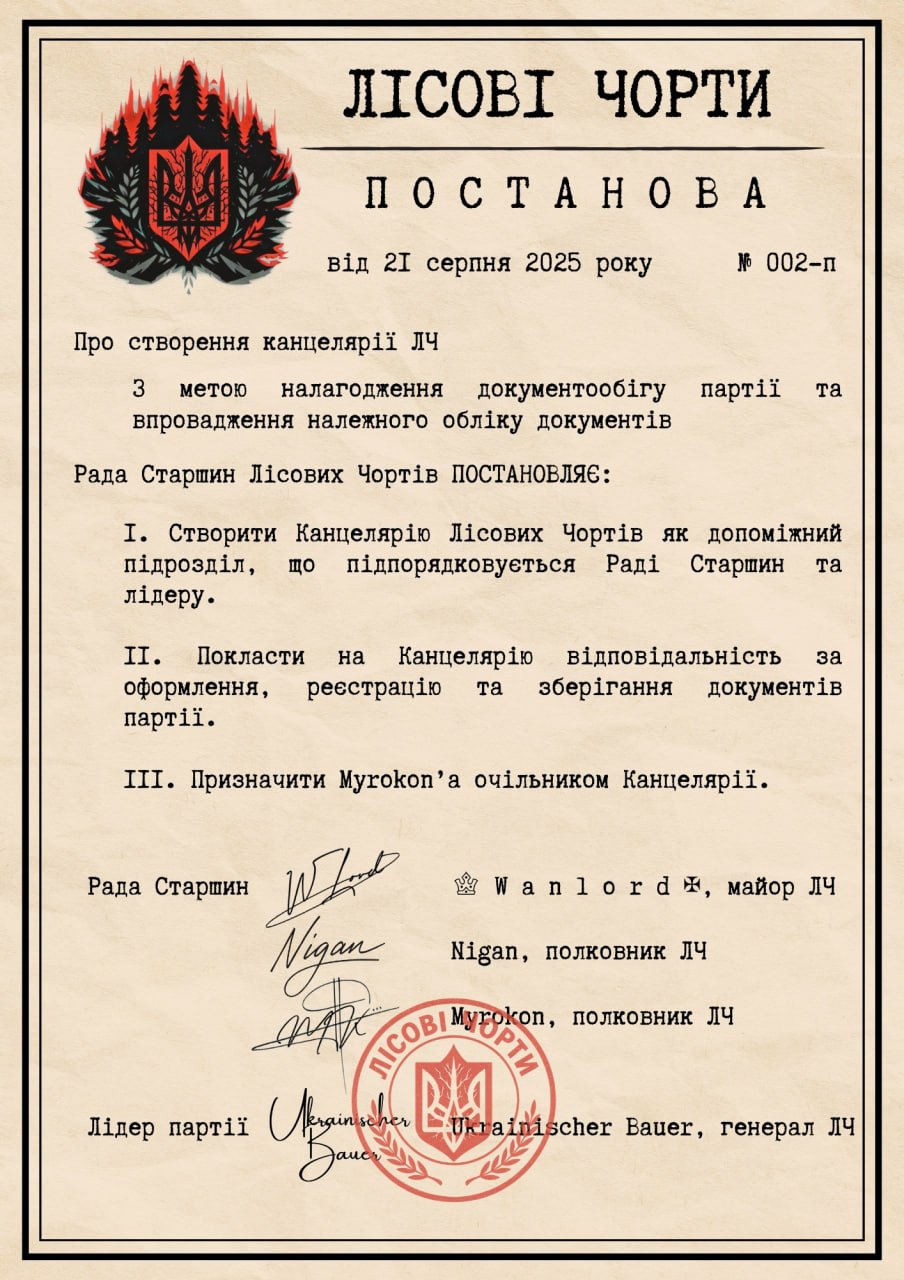 ЛІСОВІ ЧОРТИ
ПОСТАНОВА
від 21 серпня 2025 року № 002-п
Про створення канцелярії ЛЧ
З метою налагодження документообігу партії та
впровадження належного обліку документів
Рада Старшин Лісових Чортів ПОСТАНОВЛЯЄ:
I. Створити Канцелярію Лісових Чортів як допоміжний
підрозділ, що підпорядковується Раді Старшин та
лідеру.
II. Покласти на Канцелярію відповідальність за
оформлення, реєстрацію та зберігання документів
партії.
III. Призначити Myrokon’а очільником Канцелярії.
Рада Старшин W Lord ♔ W a n l o r d ✠, майор ЛЧ
Nigan Nigan, полковник ЛЧ
Myrokon, полковник ЛЧ
ЛІСОВІ ЧОРТИ
Лідер партії Ukrainischer Ukrainischer Bauer, генерал ЛЧ
Bauer